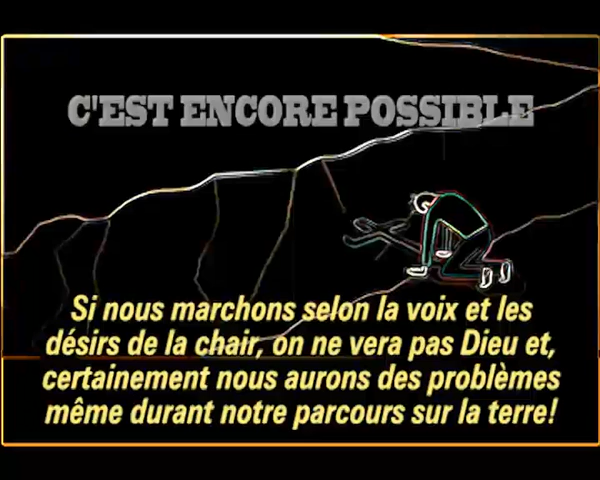 C'EST ENCORE POSSIBLE
Si nous marchons selon la voix et les
désirs de la chair, on ne vera pas Dieu et,
certainement nous aurons des problèmes
même durant notre parcours sur la terre!